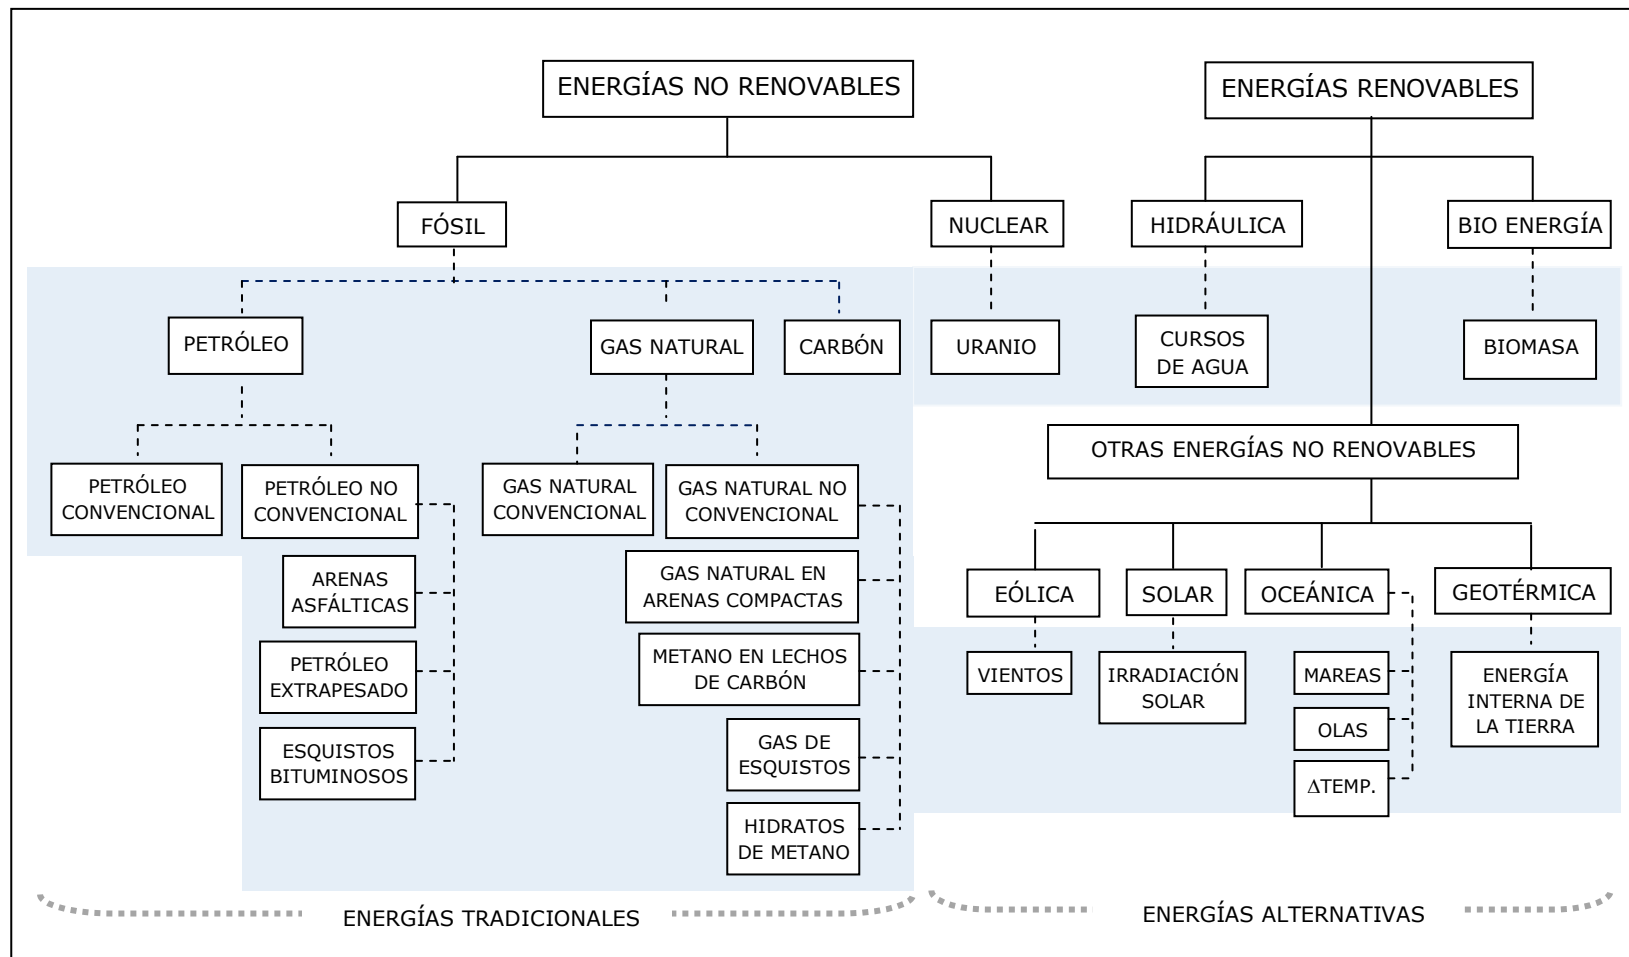 ENERGÍAS NO RENOVABLES
ENERGÍAS RENOVABLES
FÓSIL
NUCLEAR
HIDRÁULICA
BIO ENERGÍA
PETRÓLEO
GAS NATURAL
CARBÓN
URANIO
CURSOS
DE AGUA
BIOMASA
OTRAS ENERGÍAS NO RENOVABLES
PETRÓLEO
CONVENCIONAL
PETRÓLEO NO
CONVENCIONAL
GAS NATURAL
CONVENCIONAL
GAS NATURAL NO
CONVENCIONAL
ARENAS
ASFÁLTICAS
PETRÓLEO
EXTRAPESADO
ESQUISTOS
BITUMINOSOS
GAS NATURAL EN
ARENAS COMPACTAS
METANO EN LECHOS
DE CARBÓN
GAS DE
ESQUISTOS
HIDRATOS
DE METANO
EÓLICA
SOLAR
OCEÁNICA
GEOTÉRMICA
VIENTOS
IRRADIACIÓN
SOLAR
MAREAS
OLAS
∆TEMP.
ENERGÍA
INTERNA DE
LA TIERRA
ENERGÍAS TRADICIONALES
ENERGÍAS ALTERNATIVAS